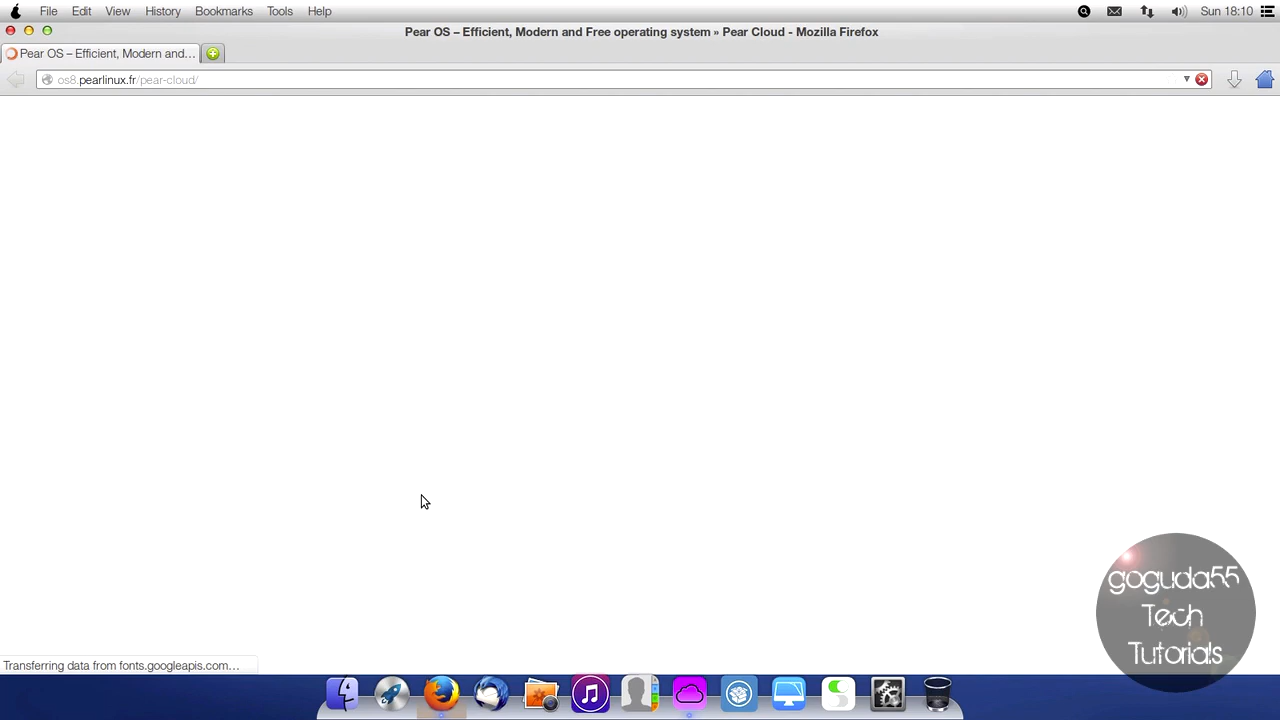 File Edit View History Bookmarks Tools Help Sun 18:10
Pear OS – Efficient, Modern and Free operating system » Pear Cloud - Mozilla Firefox
Pear OS – Efficient, Modern and...
os8.pearlinux.fr/pear-cloud/
goguda55
Tech
Tutorials
Transferring data from fonts.googleapis.com...